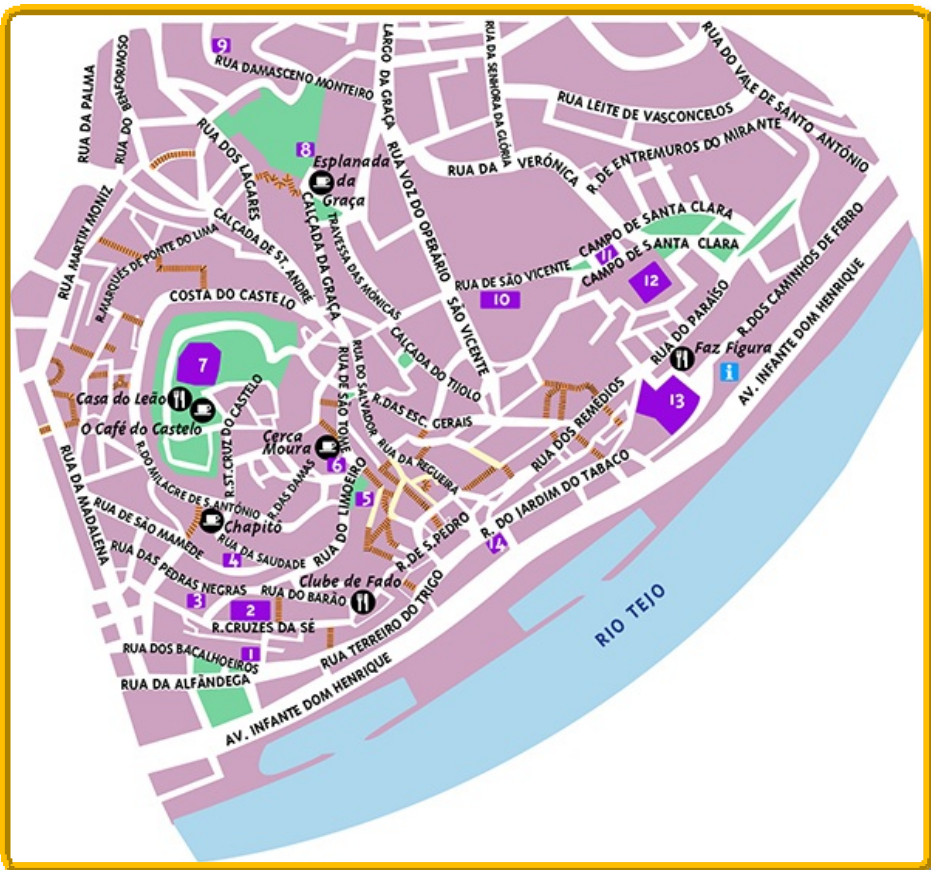 9
RUA DAMASCENO MONTEIRO
LARGO DA GRAÇA
RUA DA SENHORA DA GLÓRIA
RUA DO VALE DE SANTO ANTÓNIO
RUA DA PALMA
RUA DO BENFORMOSO
RUA LEITE DE VASCONCELOS
RUA DOS LAGARES
8
Esplanada
da
Graça
RUA VOZ DO OPERARIO
RUA DA VERÓNICA
R. DE ENTREMUROS DO MIRANTE
RUA MARTIN MONIZ
R.MARQUÊS DE PONTE DO LIMA
CALÇADA DE ST. ANDRÉ
CALÇADA DA GRAÇA
TRAVESSA DAS MONICAS
CAMPO DE SANTA CLARA
11
CAMPO DE SANTA CLARA
12
RUA DE SÃO VICENTE
10
SÃO VICENTE
COSTA DO CASTELO
R.DOS CAMINHOS DE FERRO
RUA DO PARAÍSO
AV. INFANTE DOM HENRIQUE
7
CALÇADA DO TIJOLO
Faz Figura
i
13
Casa do Leão
O Café do Castelo
R.ST.CRUZ DO CASTELO
RUA DE SÃO TOMÉ
RUA DO SALVADOR
R.DAS ESC. GERAIS
RUA DOS REMEDIOS
Cerca
Moura
6
RUA DA REGUEIRA
R. DO JARDIM DO TABACO
R.DO MILAGRE DE S.ANTÓNIO
R.DAS DAMAS
5
RUA DO LIMOEIRO
RUA DA MADALENA
RUA DE SÃO MAMEDE
Chapitô
RUA DA SAUDADE
4
R.DE S.PEDRO
14
RUA DAS PEDRAS NEGRAS
RUA DO BARÃO
Clube de Fado
3
2
R.CRUZES DA SÉ
RUA TERREIRO DO TRIGO
RIO TEJO
RUA DOS BACALHOEIROS
1
RUA DA ALFÃNDEGA
AV. INFANTE DOM HENRIQUE